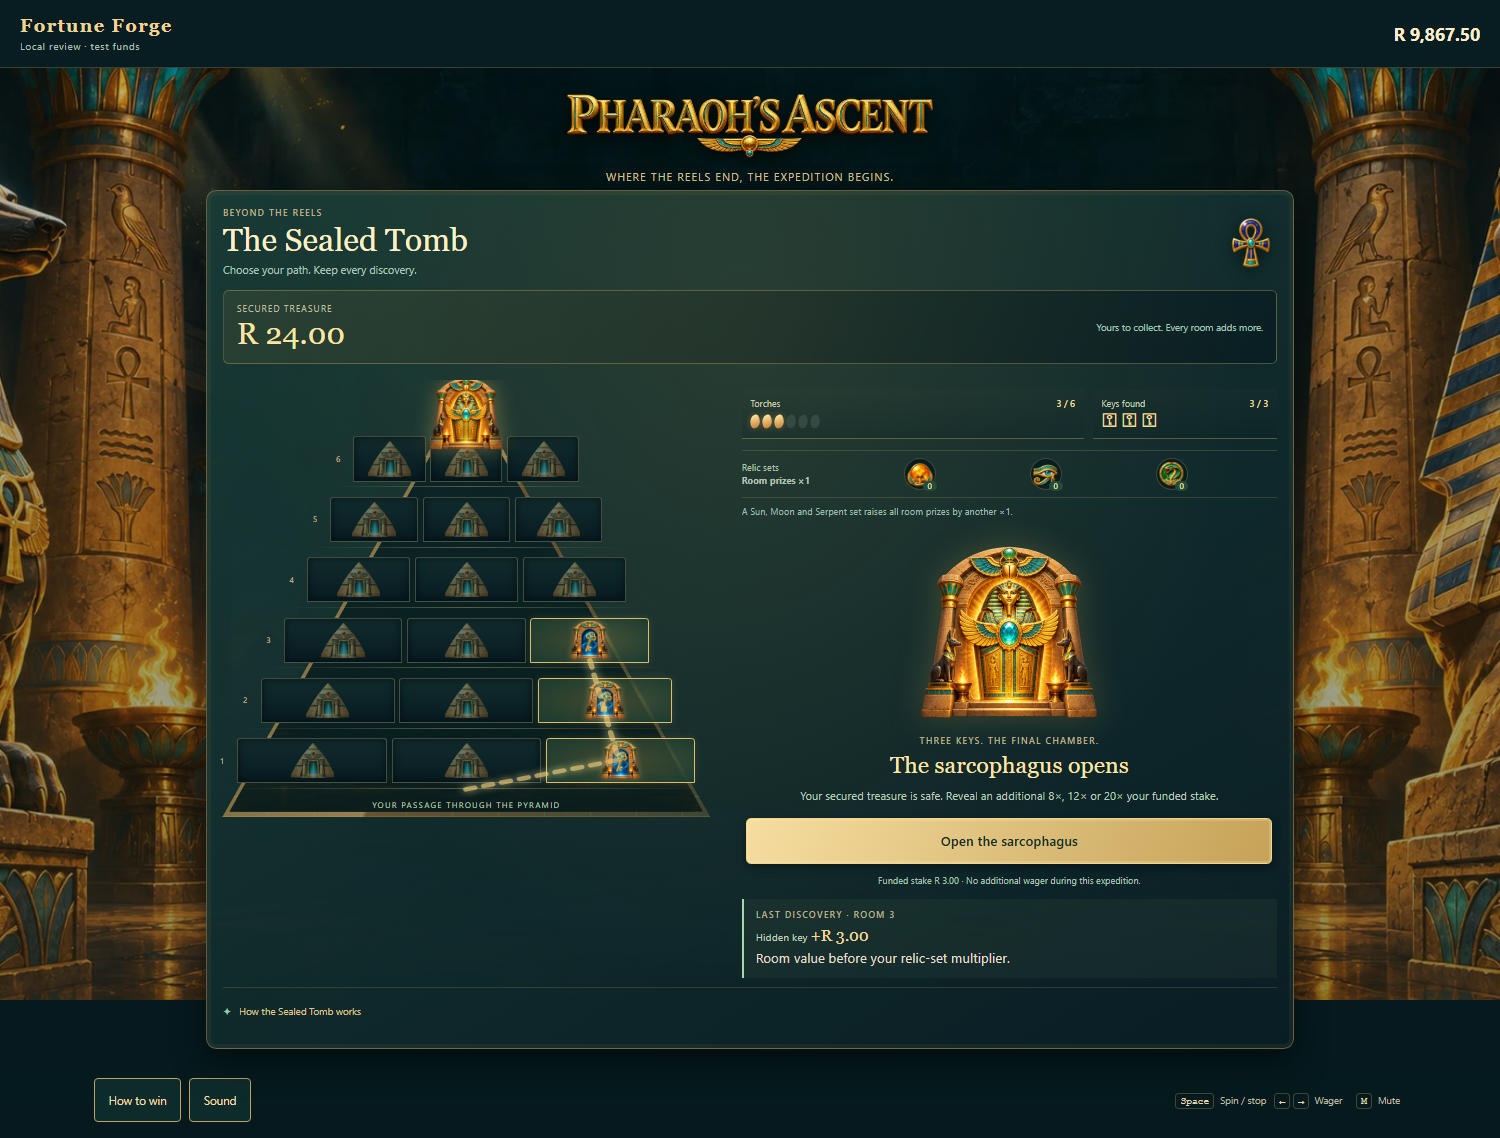 Fortune Forge
Local review · test funds
R 9,867.50
PHARAOH'S ASCENT
WHERE THE REELS END, THE EXPEDITION BEGINS.
BEYOND THE REELS
The Sealed Tomb
Choose your path. Keep every discovery.
SECURED TREASURE
R 24.00
Yours to collect. Every room adds more.
6
5
4
3
2
1
YOUR PASSAGE THROUGH THE PYRAMID
Torches 3 / 6
Keys found 3 / 3
Relic sets
Room prizes ×1
0 0 0
A Sun, Moon and Serpent set raises all room prizes by another ×1.
THREE KEYS. THE FINAL CHAMBER.
The sarcophagus opens
Your secured treasure is safe. Reveal an additional 8×, 12× or 20× your funded stake.
Open the sarcophagus
Funded stake R 3.00 · No additional wager during this expedition.
LAST DISCOVERY · ROOM 3
Hidden key +R 3.00
Room value before your relic-set multiplier.
✦ How the Sealed Tomb works
How to win
Sound
Space Spin / stop ← → Wager M Mute